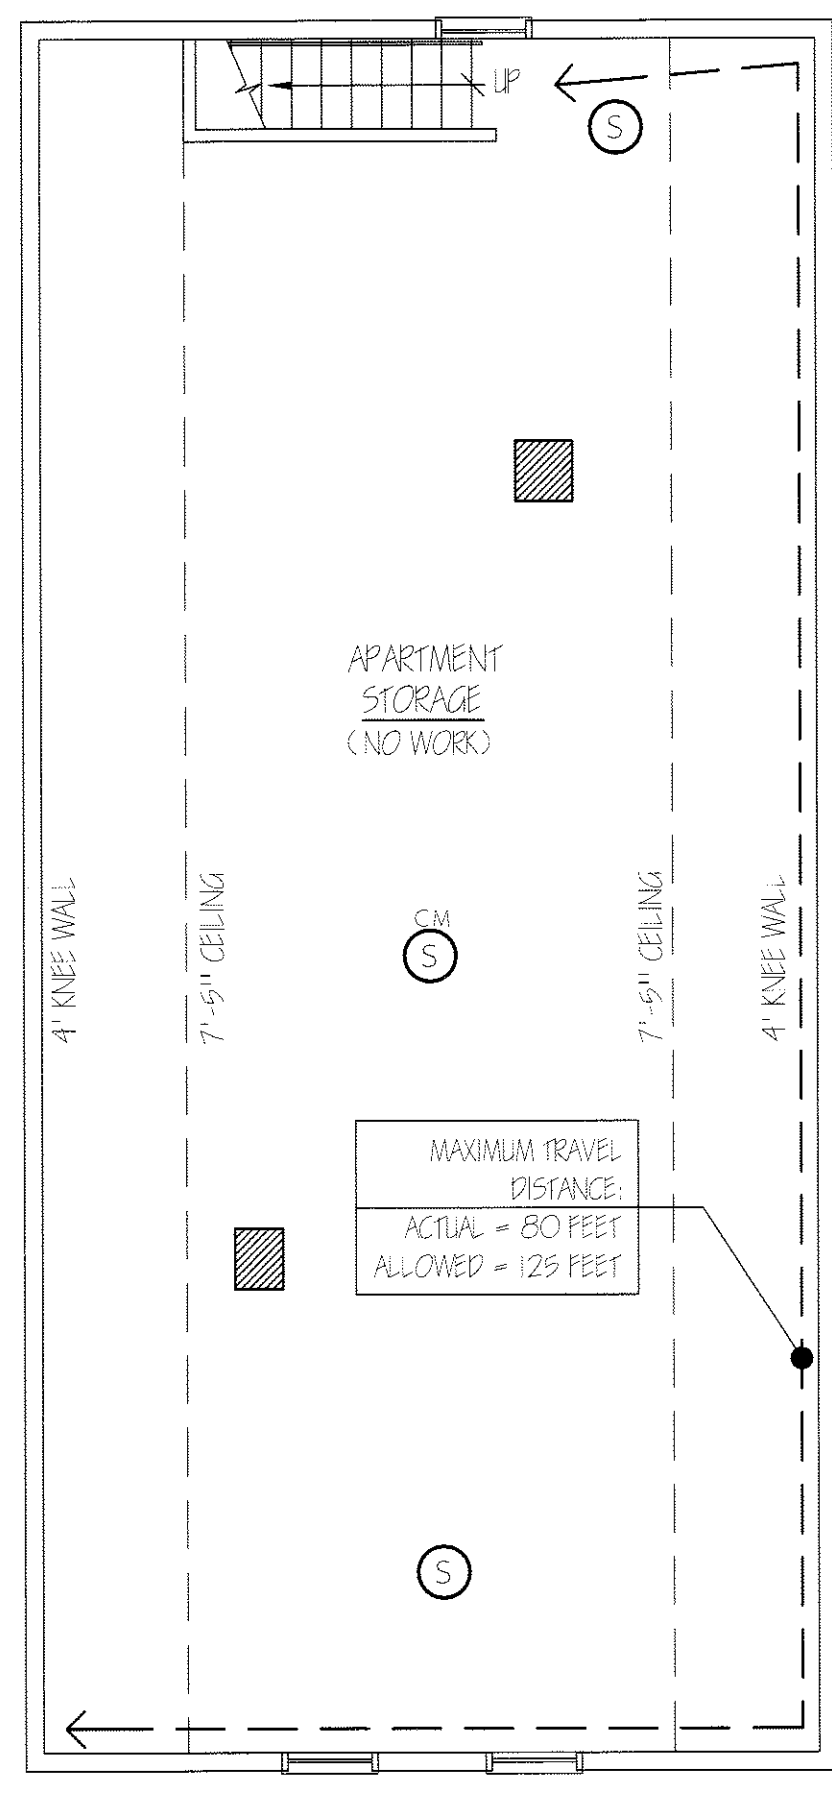 UP
S
APARTMENT
STORAGE
(NO WORK)
4' KNEE WALL
7'-5" CEILING
CM
S
7'-5" CEILING
4' KNEE WALL
MAXIMUM TRAVEL
DISTANCE:
ACTUAL = 80 FEET
ALLOWED = 125 FEET
S